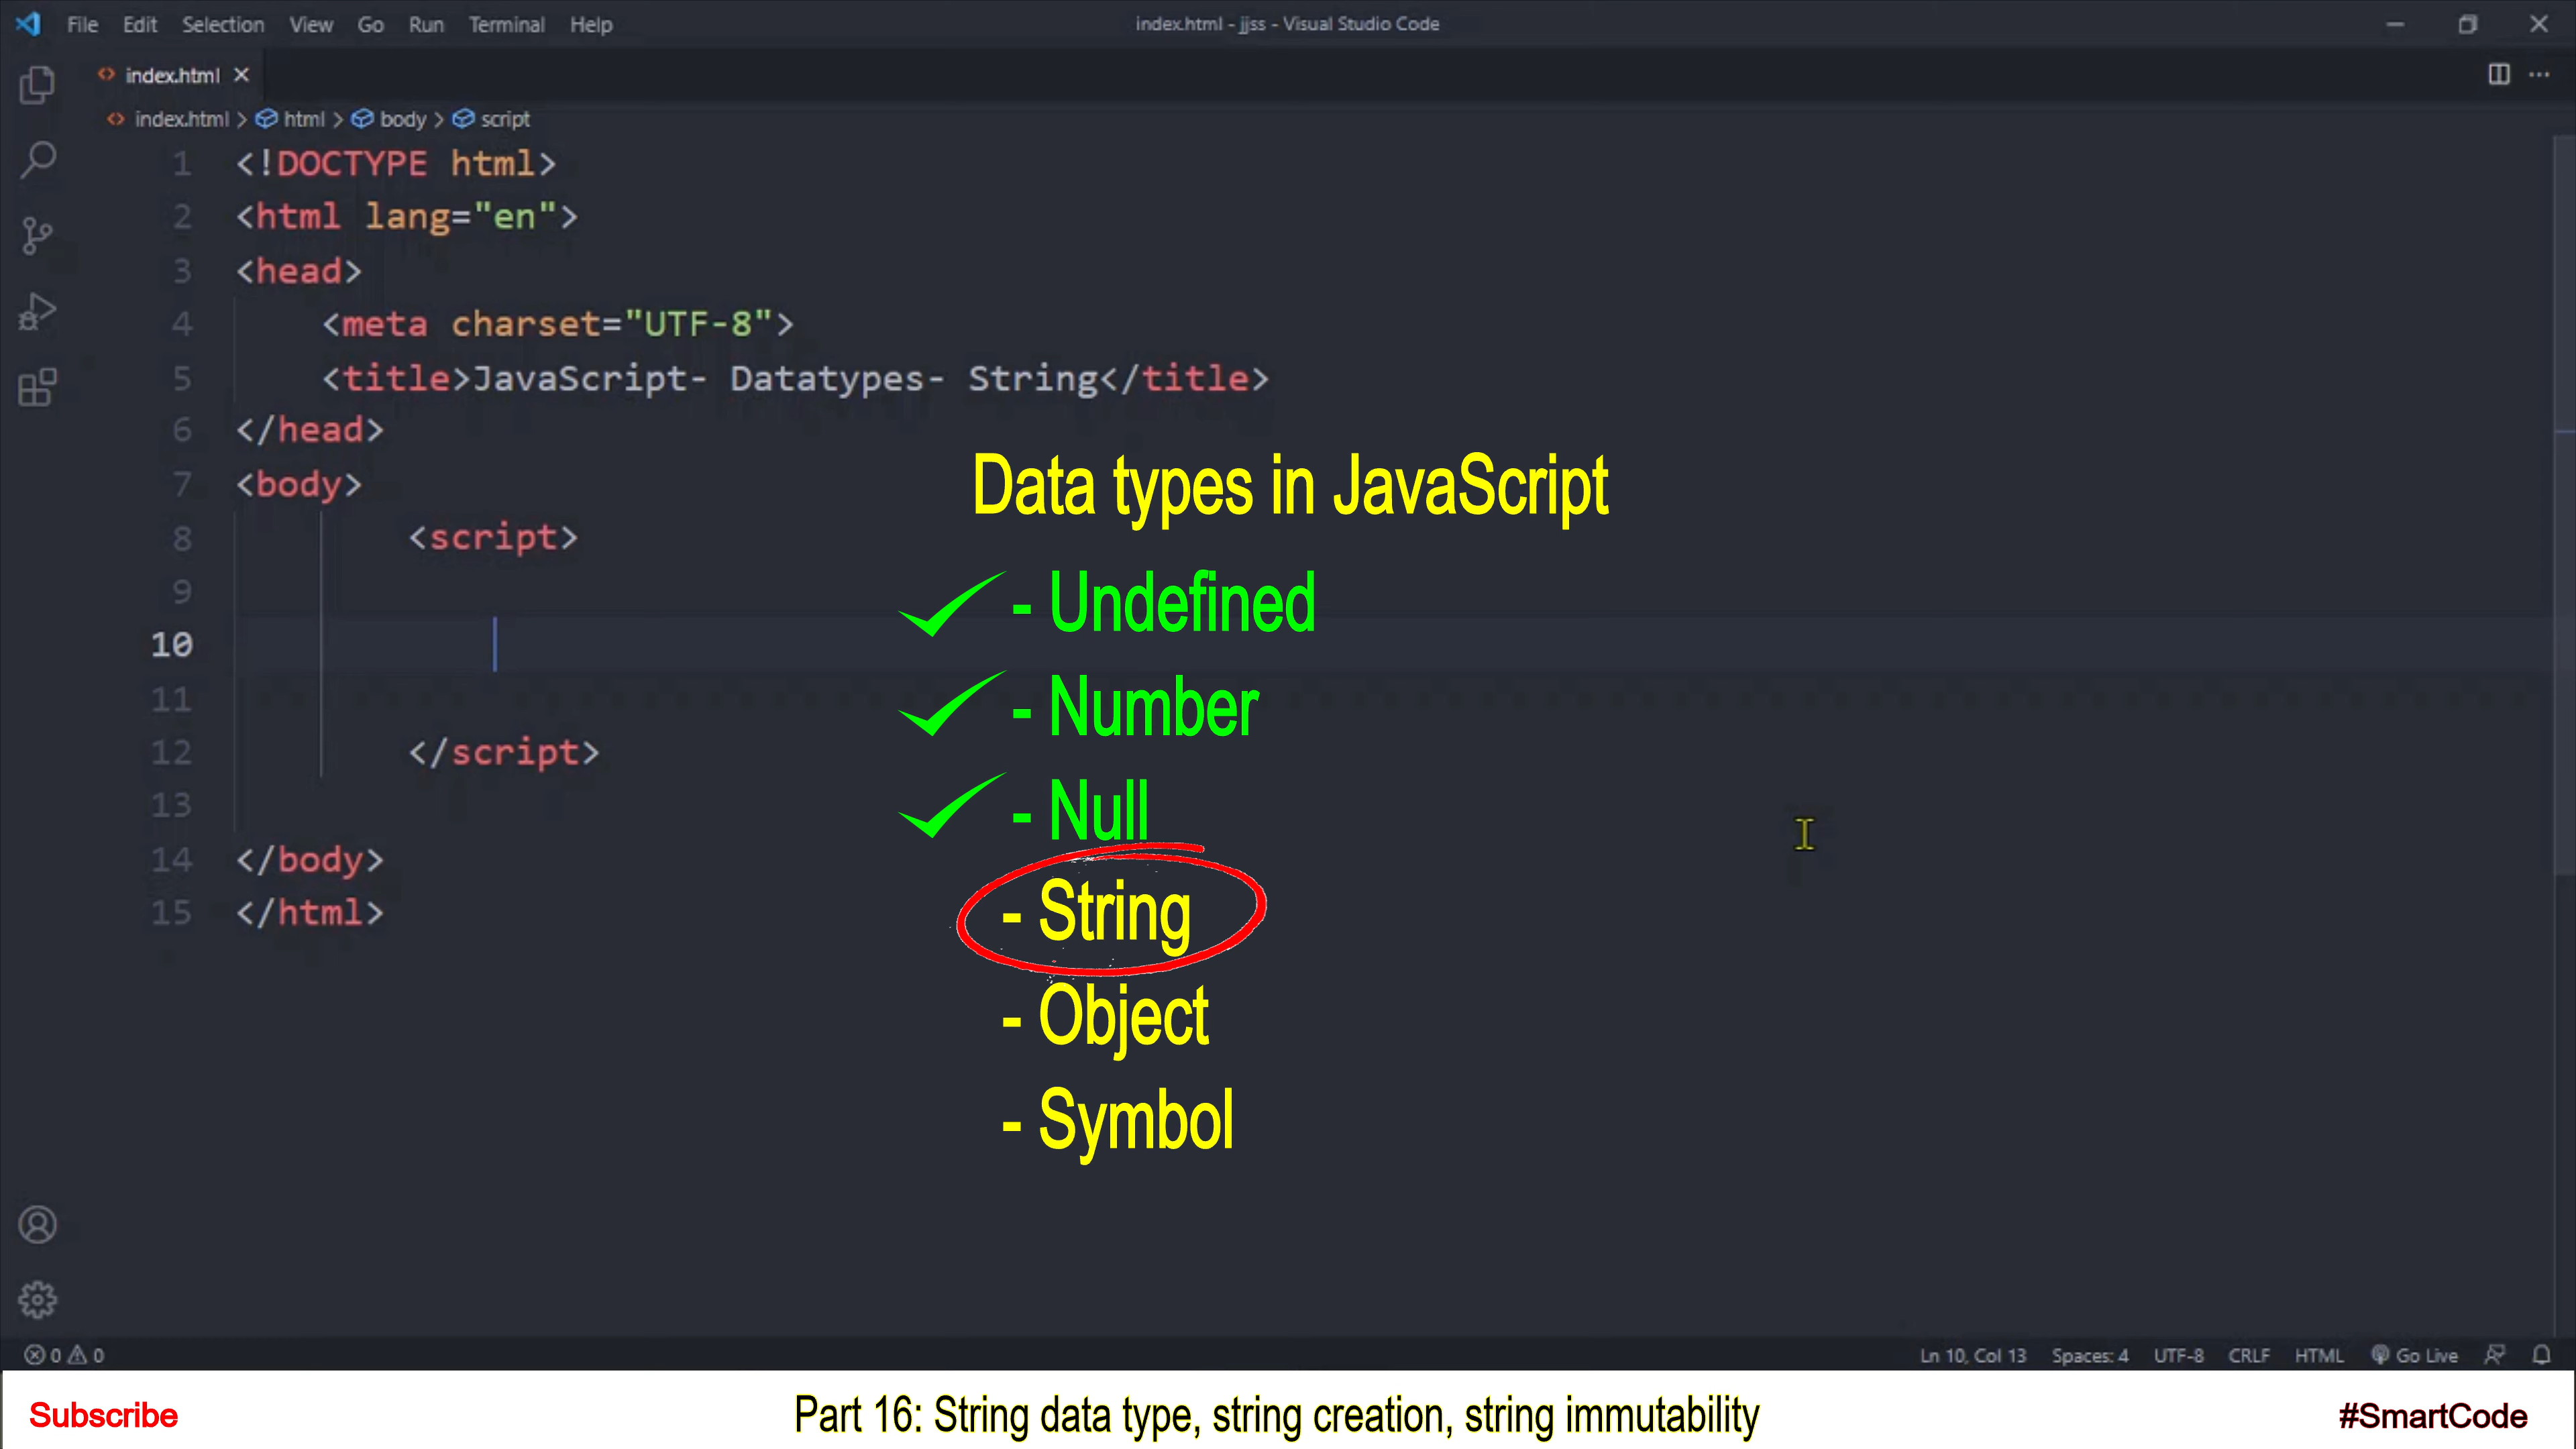 File Edit Selection View Go Run Terminal Help
index.html - jjss - Visual Studio Code
index.html
index.html > html > body > script
1 <!DOCTYPE html>
2 <html lang="en">
3 <head>
4 <meta charset="UTF-8">
5 <title>JavaScript- Datatypes- String</title>
6 </head>
7 <body>
8 <script>
9
10
11
12 </script>
13
14 </body>
15 </html>
Data types in JavaScript
- Undefined
- Number
- Null
- String
- Object
- Symbol
0 0
Ln 10, Col 13 Spaces: 4 UTF-8 CRLF HTML Go Live
Subscribe
Part 16: String data type, string creation, string immutability
#SmartCode